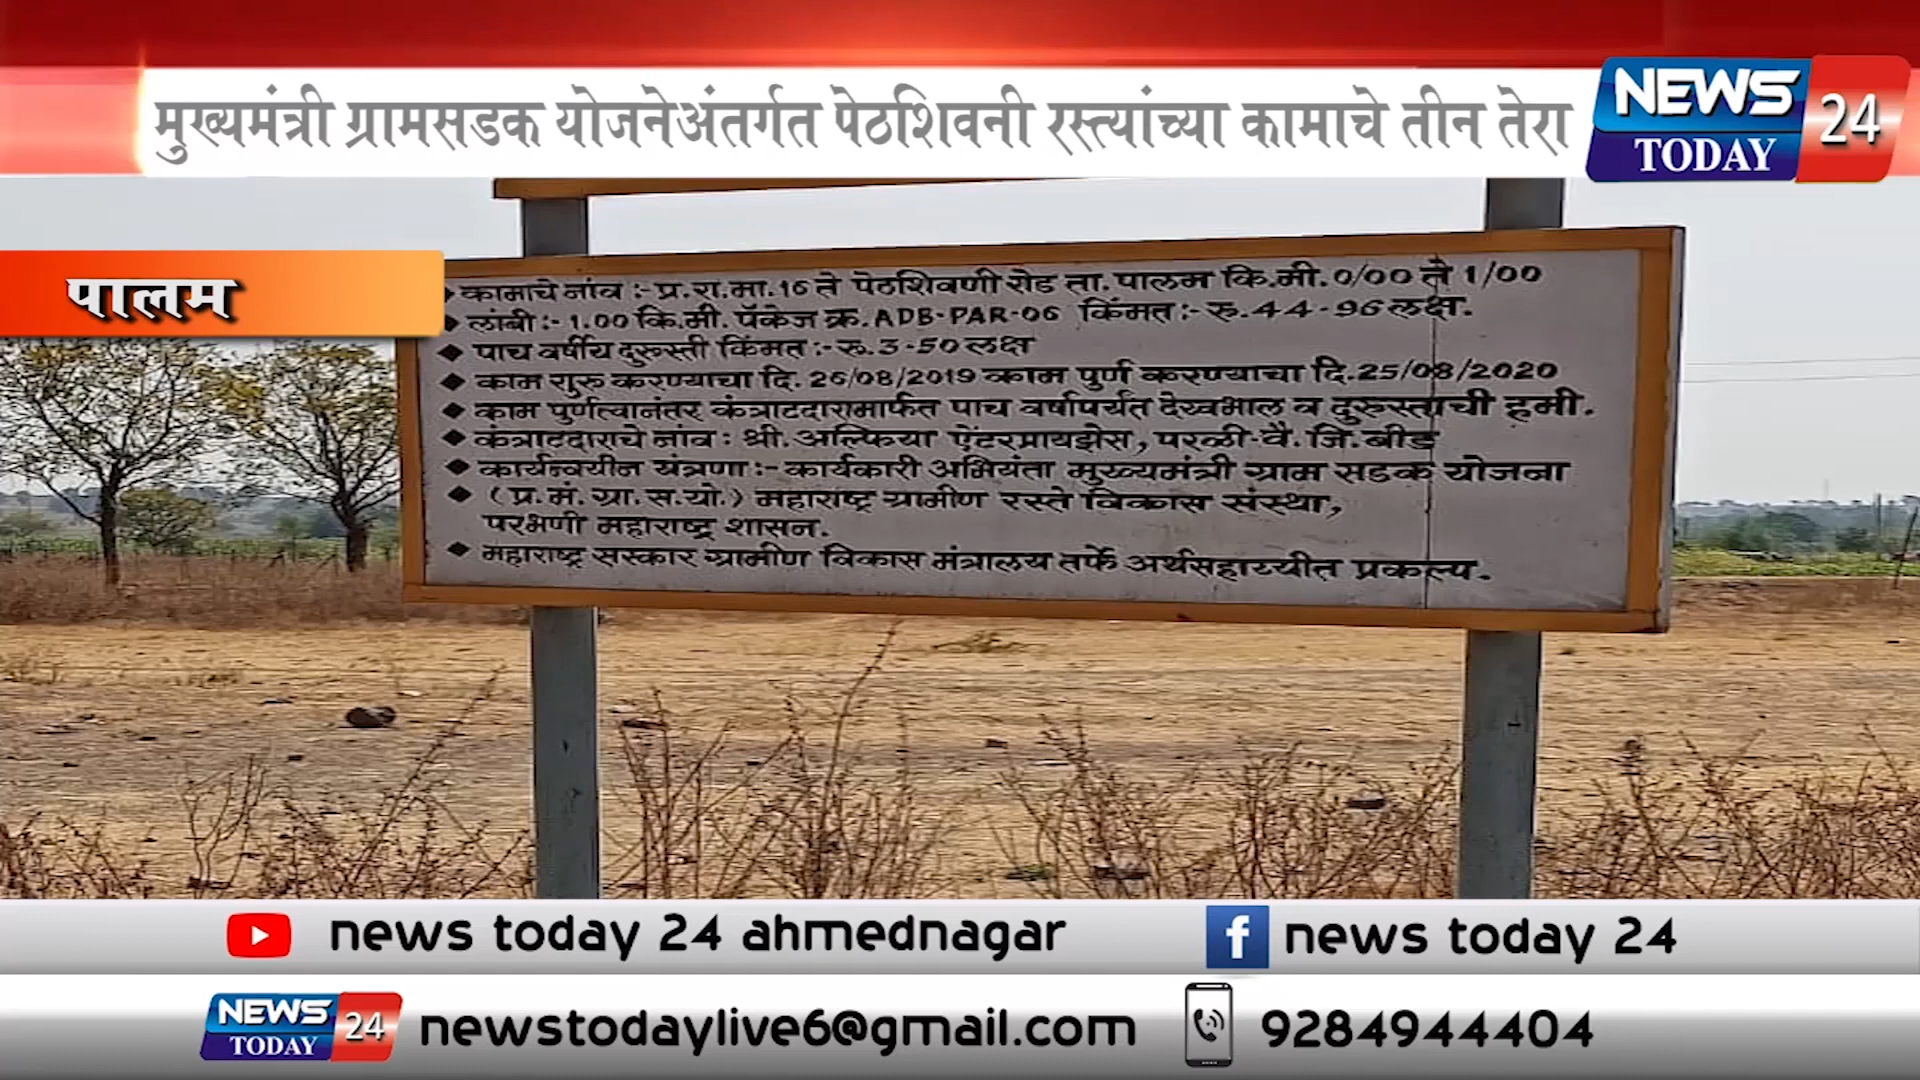 मुख्यमंत्री ग्रामसडक योजनेअंतर्गत पेठशिवनी रस्त्यांच्या कामाचे तीन तेरा
NEWS TODAY 24
पालम
कामाचे नांव :- प्र.रा.मा.16 ते पेठशिवणी रोड ता. पालम कि.मी. 0/00 ते 1/00
लांबी :- 1.00 कि.मी. पॅकेज क्र. ADB-PAR-06 किंमत :- रु.44-96 लक्ष.
◆ पाच वर्षीय दुरुस्ती किंमत :- रु.3-50 लक्ष
◆ काम शुरु करण्याचा दि. 26/08/2019 काम पुर्ण करण्याचा दि.25/08/2020
◆ काम पुर्णत्वानंतर कंत्राटदारामार्फत पाच वर्षापर्यंत देखभाल व दुरुस्ताची हमी.
◆ कंत्राटदाराचे नांव : श्री. अल्फिया ऐंटरप्रायझेस, परळी-वै. जि. बीड
◆ कार्यन्वयीन यंत्रणा :- कार्यकारी अभियंता मुख्यमंत्री ग्राम सडक योजना
◆ (प्र.मं.ग्रा.स.यो.) महाराष्ट्र ग्रामीण रस्ते विकास संस्था,
परभणी महाराष्ट्र शासन.
◆ महाराष्ट्र सरकार ग्रामीण विकास मंत्रालय तर्फे अर्थसहाय्यीत प्रकल्प.
news today 24 ahmednagar
news today 24
NEWS TODAY 24
newstodaylive6@gmail.com
9284944404